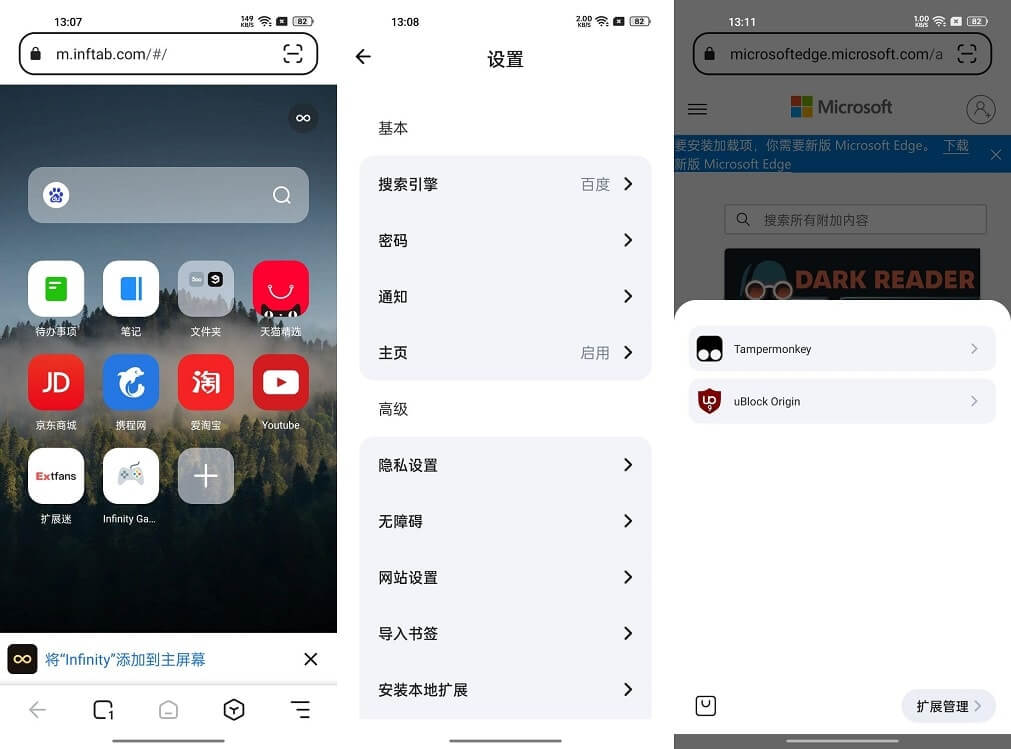 13:07
149 KB/S
82
m.inftab.com/#/
待办事项
笔记
文件夹
天猫精选
JD
淘
京东商城
携程网
爱淘宝
Youtube
Extfans
扩展迷
Infinity Ga...
将“Infinity”添加到主屏幕
1
13:08
2.00 KB/S
82
设置
基本
搜索引擎
百度
密码
通知
主页
启用
高级
隐私设置
无障碍
网站设置
导入书签
安装本地扩展
13:11
1.00 KB/S
82
microsoftedge.microsoft.com/a
Microsoft
要安装加载项，你需要新版 Microsoft Edge。 下载
新版 Microsoft Edge
搜索所有附加内容
DARK READER
Tampermonkey
uBlock Origin
扩展管理